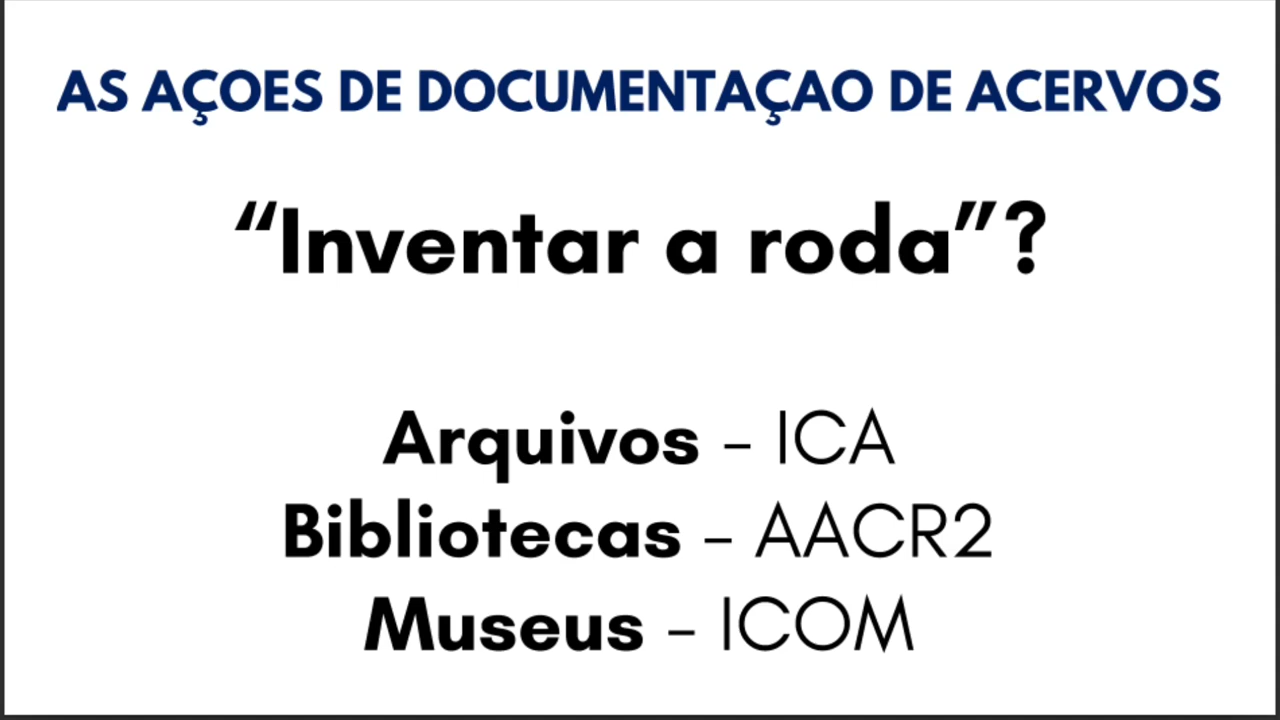 AS AÇOES DE DOCUMENTAÇAO DE ACERVOS
“Inventar a roda”?
Arquivos – ICA
Bibliotecas – AACR2
Museus – ICOM